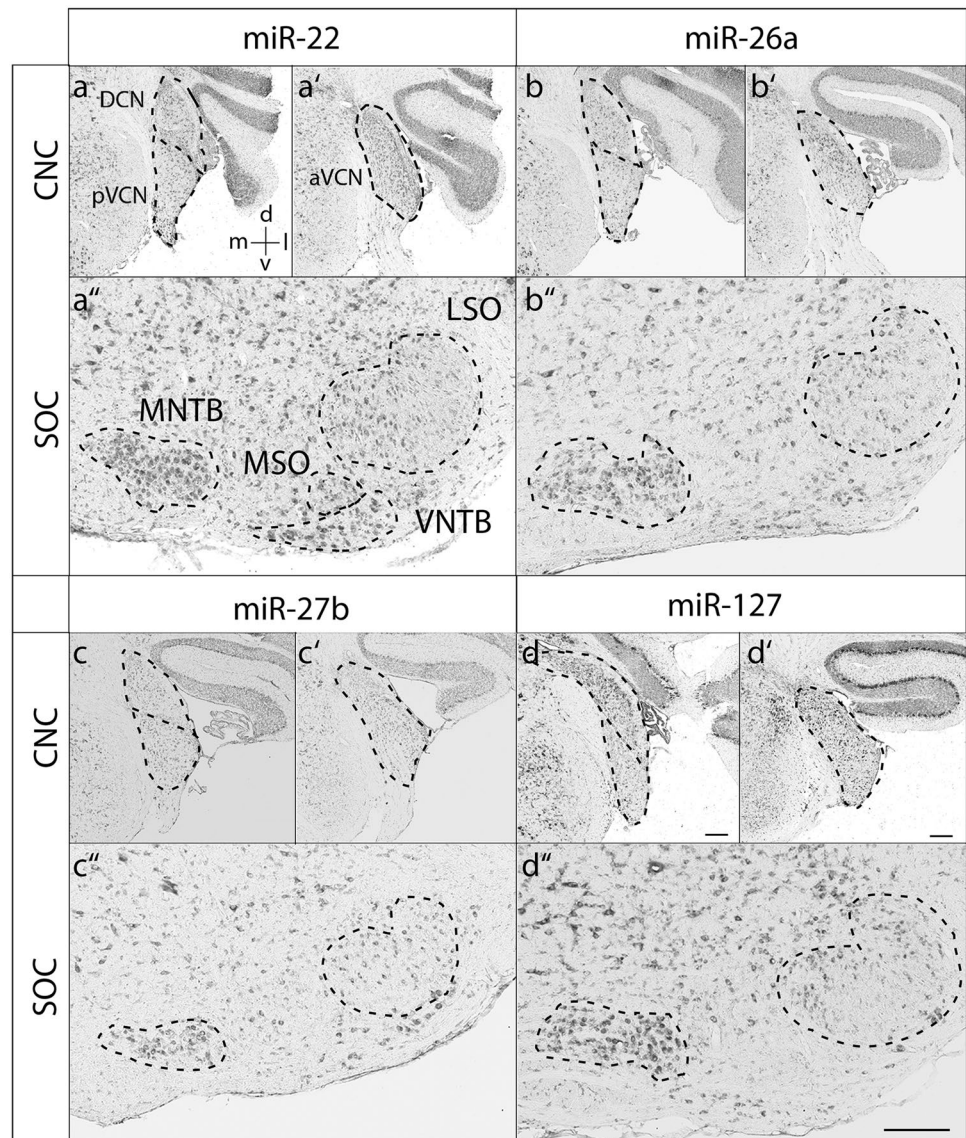 miR-22
miR-26a
CNC
a
DCN
pVCN
d
m
l
v
a'
aVCN
b
b'
SOC
a"
LSO
MNTB
MSO
VNTB
b"
miR-27b
miR-127
CNC
c
c'
d
d'
SOC
c"
d"